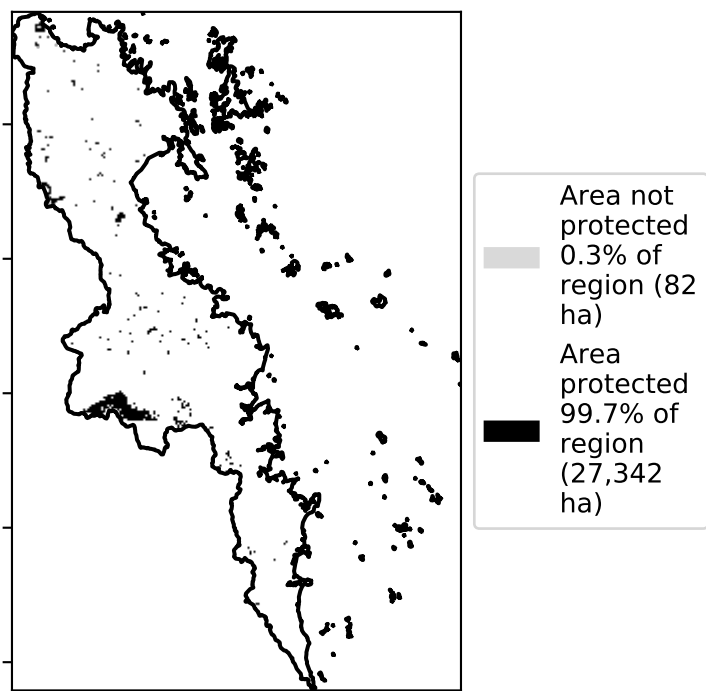 Area not
protected
0.3% of
region (82
ha)
Area
protected
99.7% of
region
(27,342
ha)